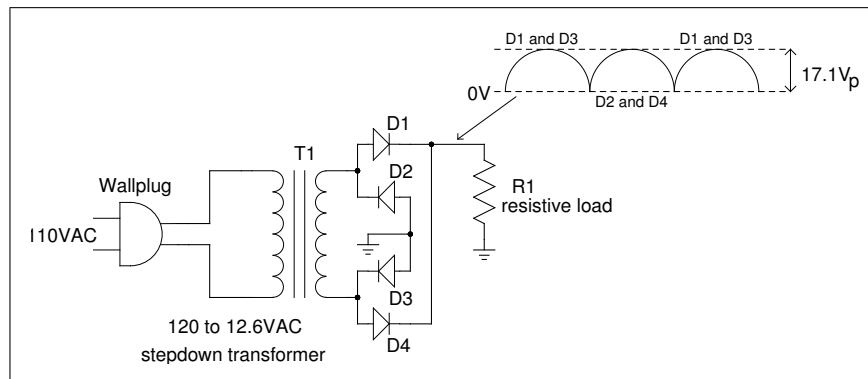 D1 and D3
D1 and D3
17.1Vp
0V
D2 and D4
D1
T1
D2
Wallplug
R1
resistive load
110VAC
D3
120 to 12.6VAC
stepdown transformer
D4